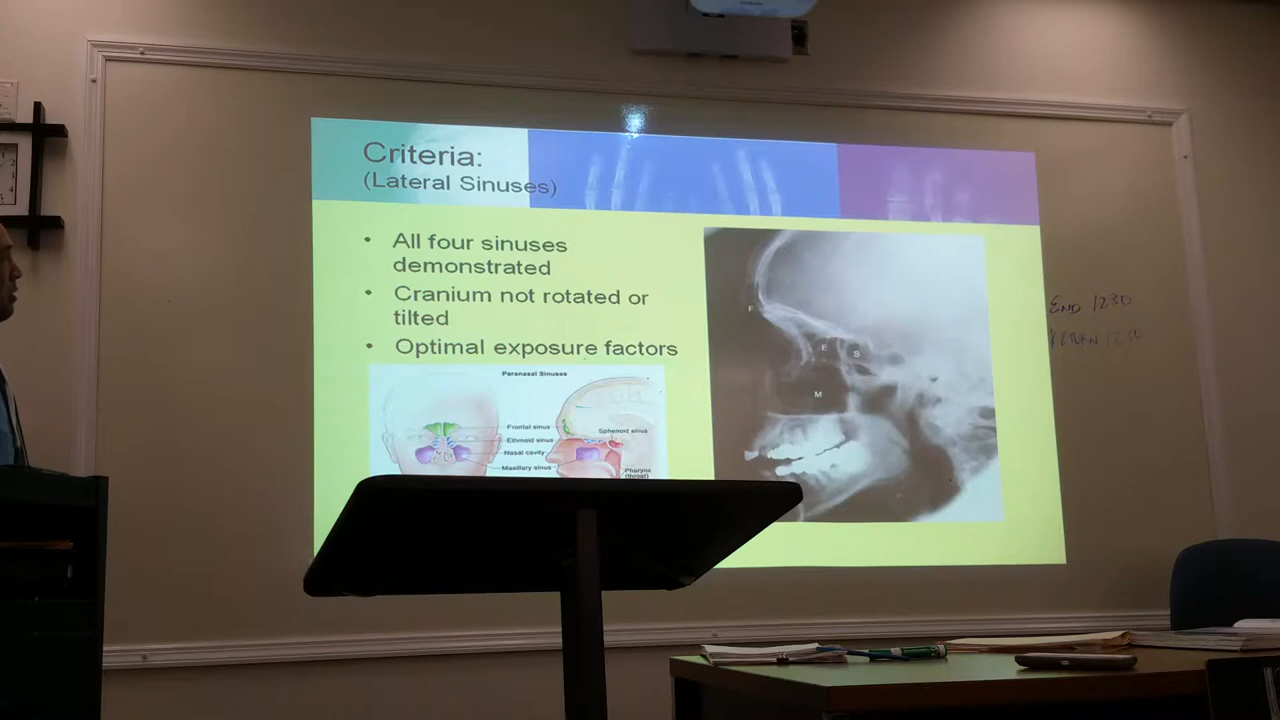 Criteria:
(Lateral Sinuses)
• All four sinuses
demonstrated
• Cranium not rotated or
tilted
• Optimal exposure factors
Paranasal Sinuses
Frontal sinus
Ethmoid sinus
Nasal cavity
Maxillary sinus
Sphenoid sinus
Pharynx
(throat)
F
E
S
M
END 1230